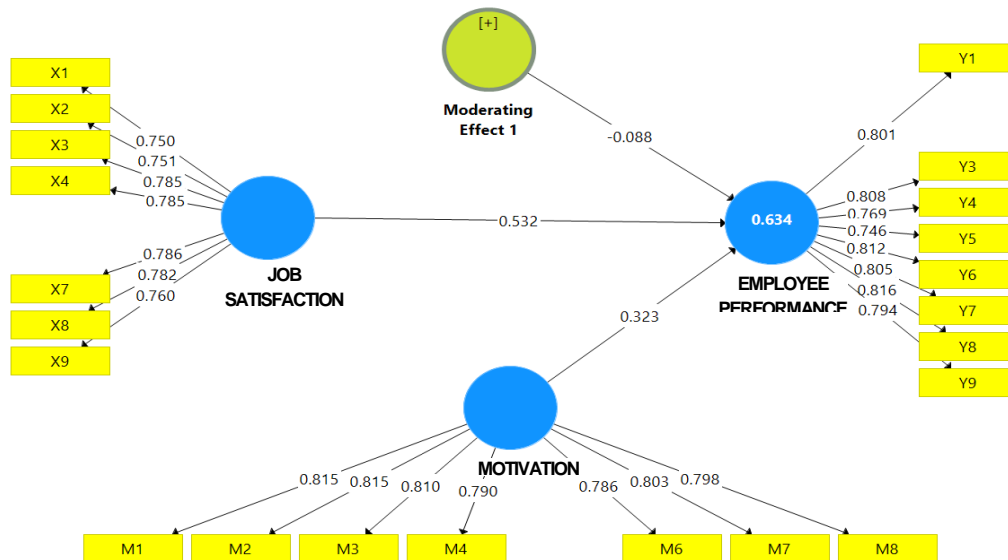 [+]
Moderating
Effect 1
X1
X2
X3
X4
X7
X8
X9
0.750
0.751
0.785
0.785
0.786
0.782
0.760
JOB
SATISFACTION
-0.088
0.532
0.323
0.634
EMPLOYEE
PERFORMANCE
0.801
0.808
0.769
0.746
0.812
0.805
0.816
0.794
Y1
Y3
Y4
Y5
Y6
Y7
Y8
Y9
MOTIVATION
0.815
0.815
0.810
0.790
0.786
0.803
0.798
M1
M2
M3
M4
M6
M7
M8